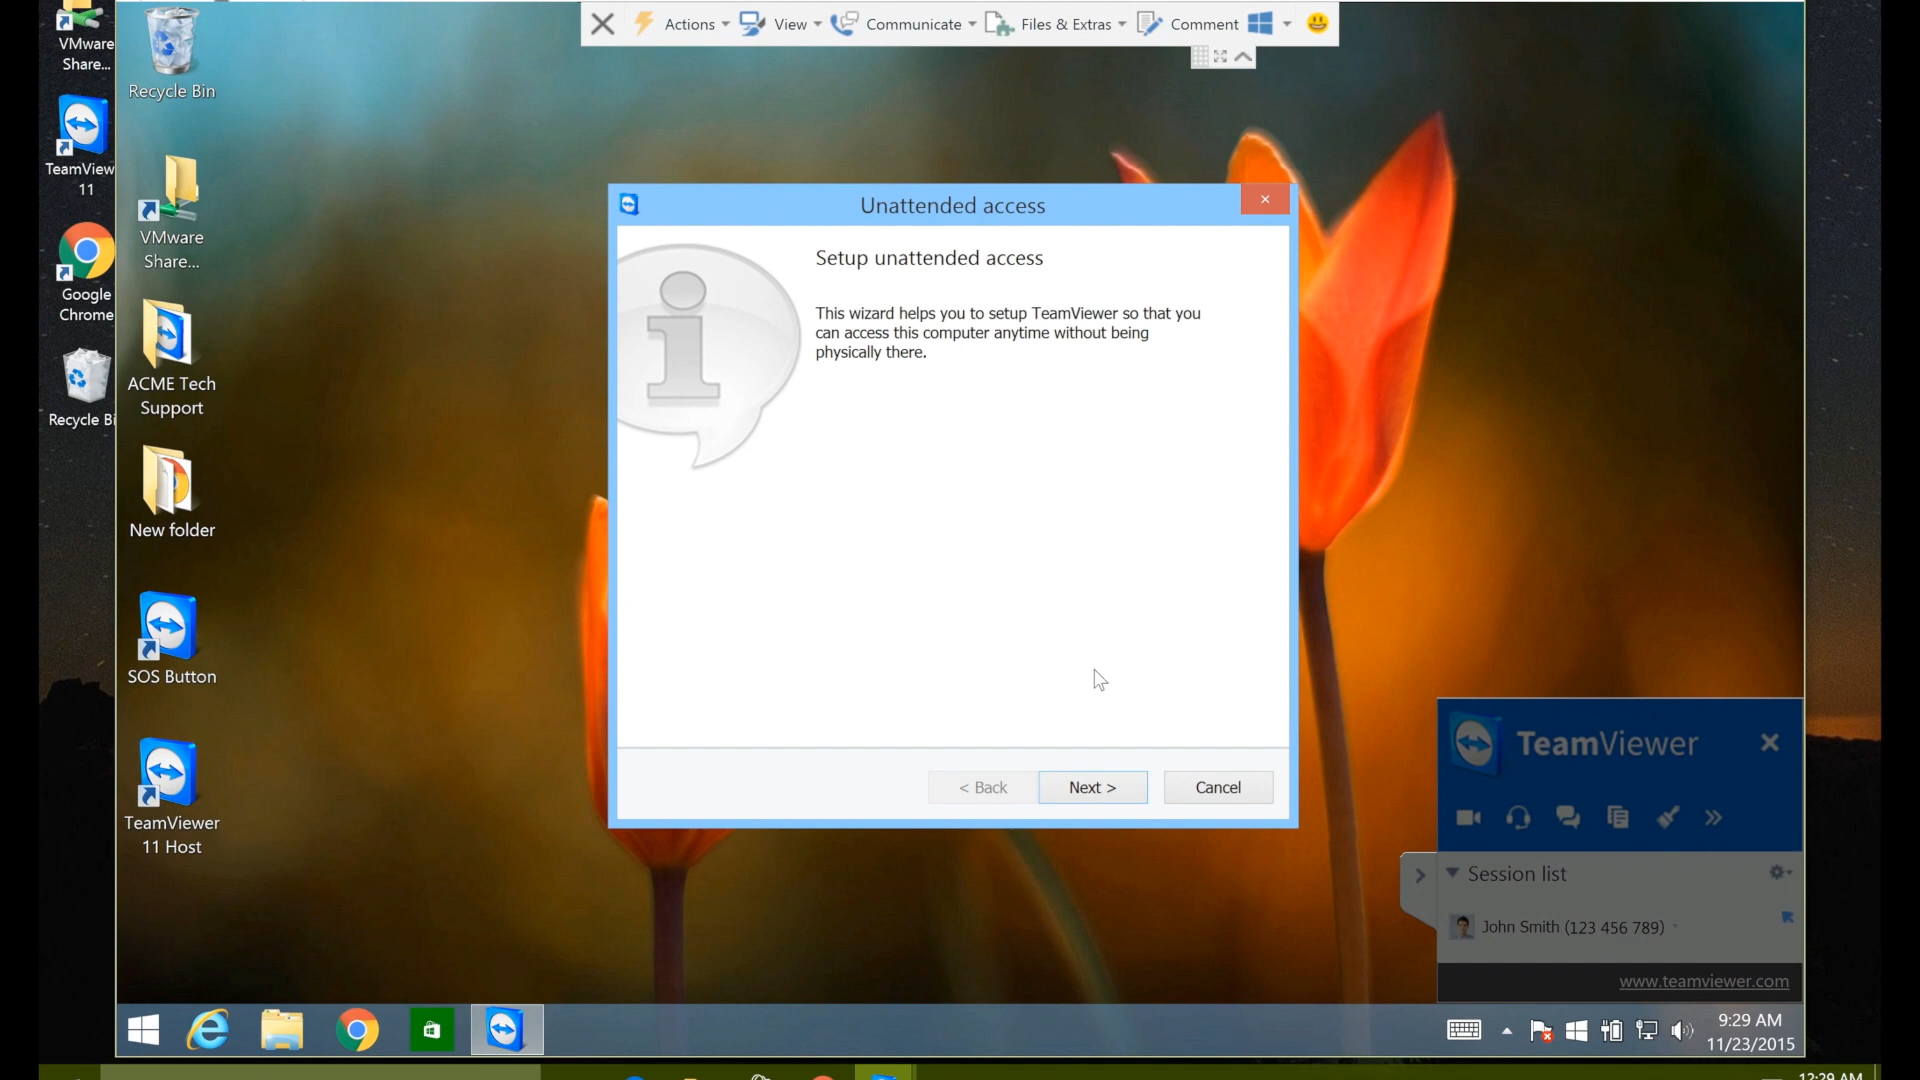 Actions
View
Communicate
Files & Extras
Comment
VMware
Share...
TeamView
11
Google
Chrome
Recycle Bi
Recycle Bin
VMware
Share...
ACME Tech
Support
New folder
SOS Button
TeamViewer
11 Host
Unattended access
Setup unattended access
This wizard helps you to setup TeamViewer so that you
can access this computer anytime without being
physically there.
< Back
Next >
Cancel
TeamViewer
Session list
John Smith (123 456 789)
www.teamviewer.com
9:29 AM
11/23/2015
12:29 AM